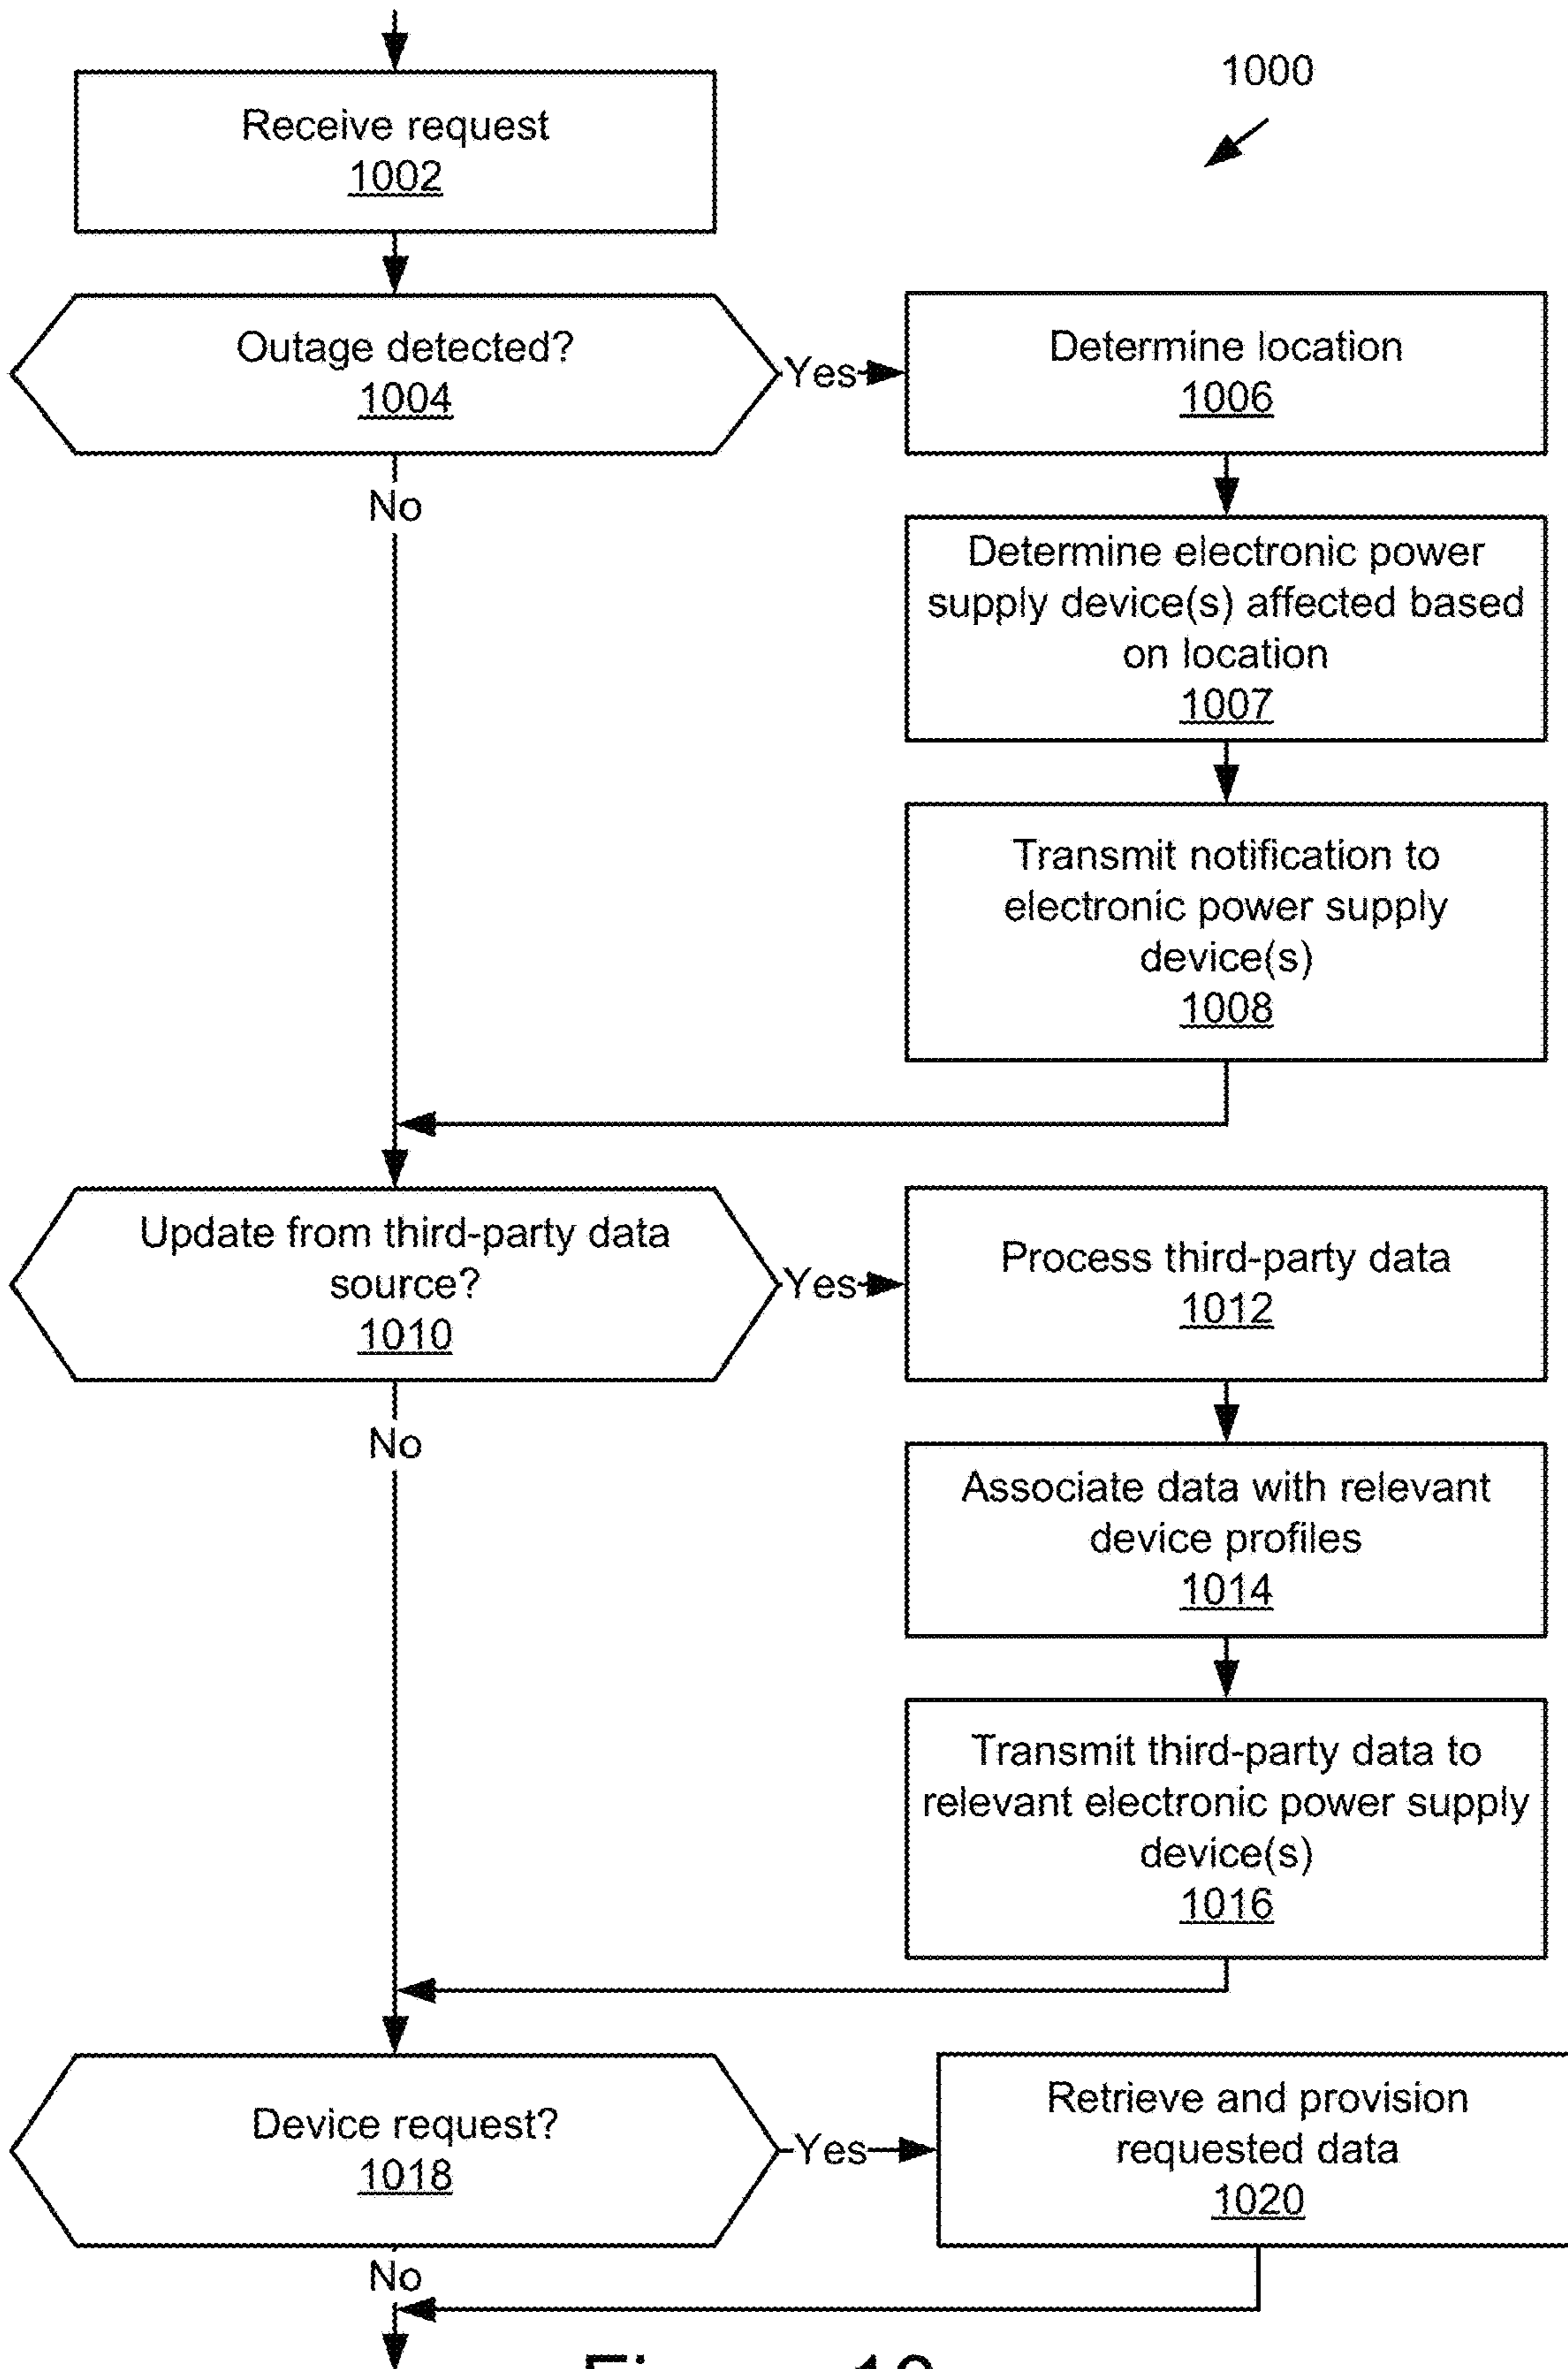 1000
Receive request
1002
Outage detected?
1004
Yes
Determine location
1006
No
Determine electronic power
supply device(s) affected based
on location
1007
Transmit notification to
electronic power supply
device(s)
1008
Update from third-party data
source?
1010
Yes
Process third-party data
1012
No
Associate data with relevant
device profiles
1014
Transmit third-party data to
relevant electronic power supply
device(s)
1016
Device request?
1018
Yes
Retrieve and provision
requested data
1020
No